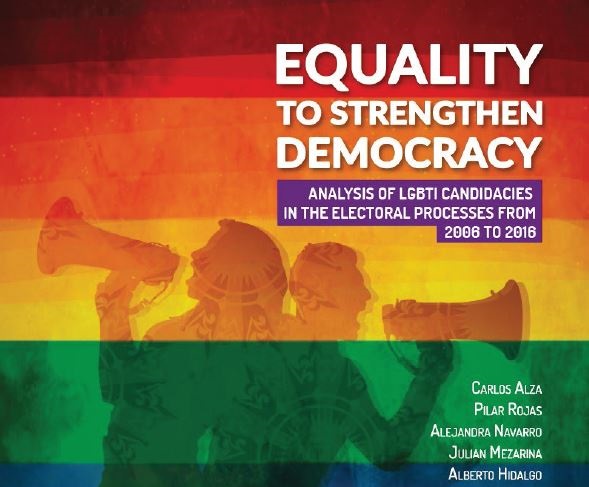 EQUALITY
TO STRENGTHEN
DEMOCRACY
ANALYSIS OF LGBTI CANDIDACIES
IN THE ELECTORAL PROCESSES FROM
2006 TO 2016
CARLOS ALZA
PILAR ROJAS
ALEJANDRA NAVARRO
JULIAN MEZARINA
ALBERTO HIDALGO